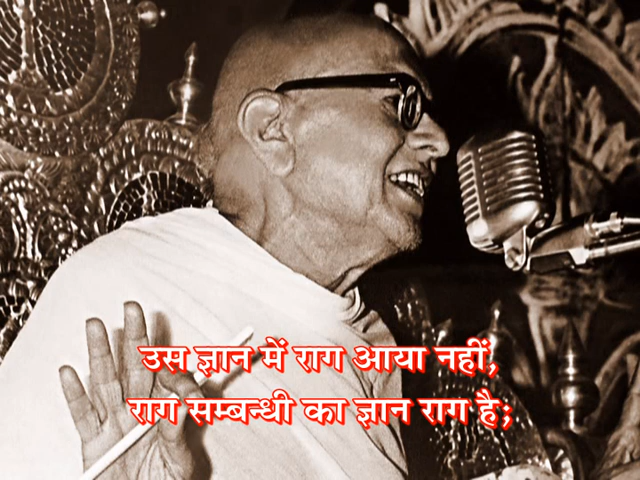 उस ज्ञान में राग आया नहीं,
राग सम्बन्धी का ज्ञान राग है;